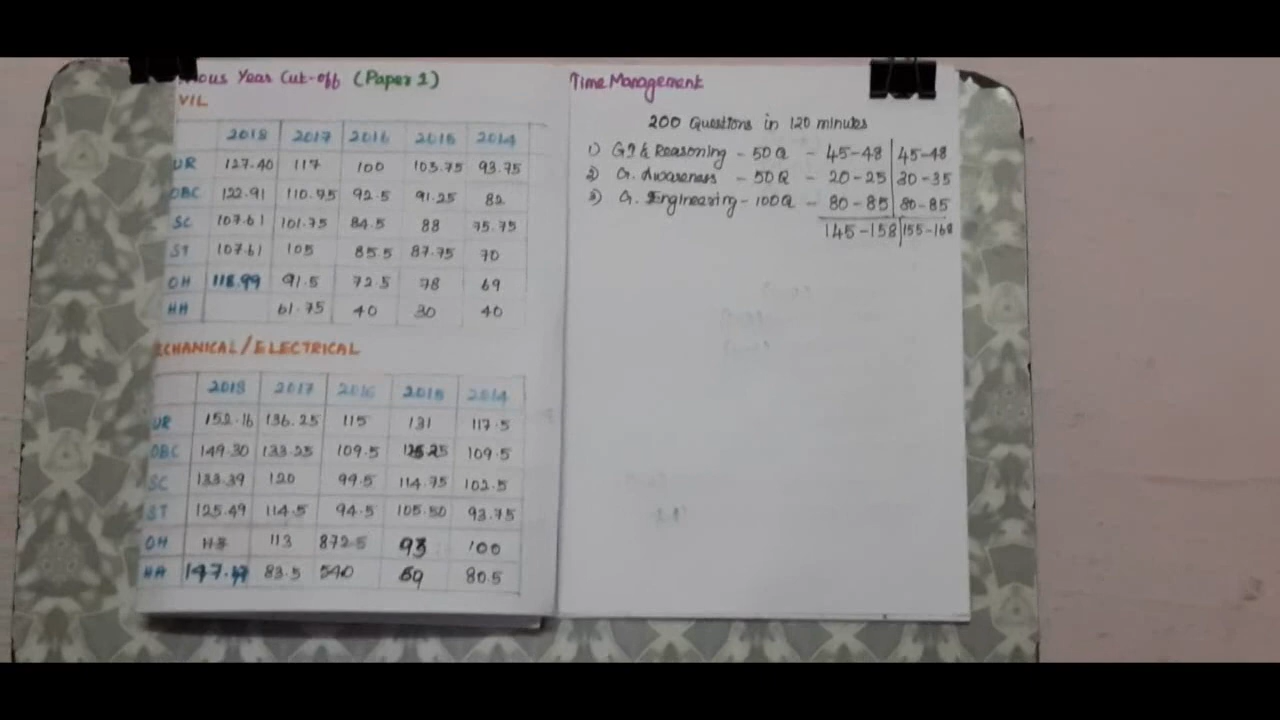 ious Year Cut-off (Paper 1)
VIL
2018 2017 2016 2015 2014
UR 127.40 117 100 103.75 93.75
OBC 122.91 110.75 92.5 91.25 82
SC 107.61 101.75 84.5 88 75.75
ST 107.61 105 85.5 87.75 70
OH 118.99 91.5 72.5 78 69
HH 61.75 40 30 40
ECHANICAL/ELECTRICAL
2018 2017 2016 2015 2014
UR 152.16 136.25 115 131 117.5
OBC 149.30 133.25 109.5 125.25 109.5
SC 133.39 120 99.5 114.75 102.5
ST 125.49 114.5 94.5 105.50 93.75
OH 113 872.5 93 100
HH 83.5 540 80.5
Time Management
200 Questions in 120 minutes
1) GI & Reasoning - 50Q - 45-48 45-48
2) G. Awareness - 50Q - 20-25 30-35
3) G. Engineering - 100Q - 80-85 80-85
145-158 155-168